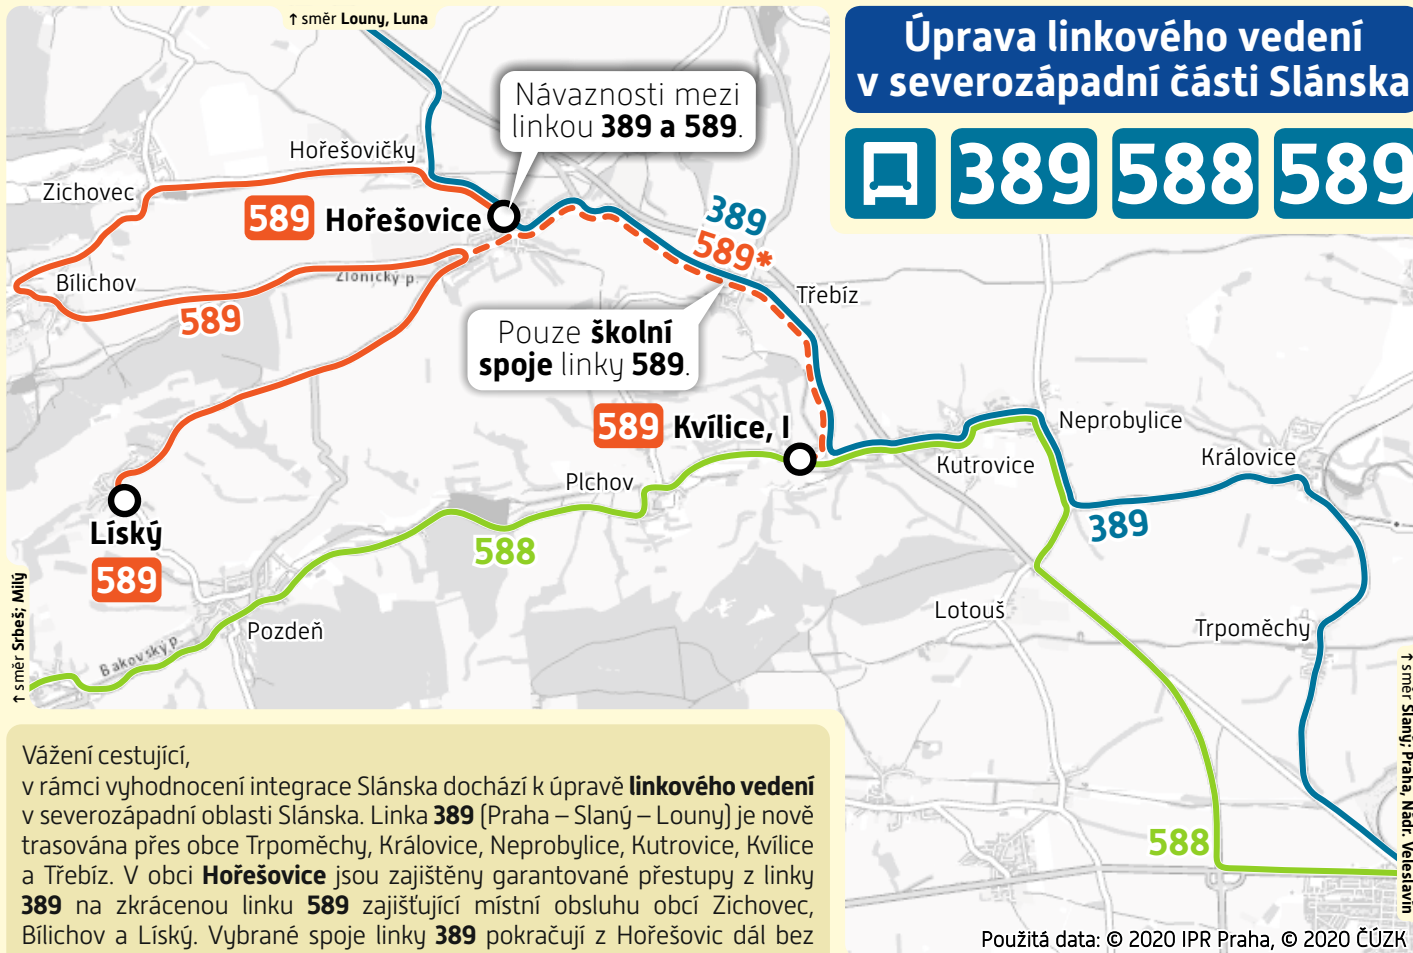 ↑ směr Louny, Luna
Úprava linkového vedení
v severozápadní části Slánska
389 588 589
Návaznosti mezi
linkou 389 a 589.
Hořešovičky
Zichovec
589 Hořešovice
389
589*
Bílichov
Zlonický p.
Třebíz
589
Pouze školní
spoje linky 589.
589 Kvílice, I
Neprobylice
Kutrovice
Královice
Plchov
Líský
589
588
389
↑ směr Srbeč; Milý
Lotouš
Trpoměchy
Pozdeň
Bakovský p.
↑ směr Slaný; Praha, Nádr. Veleslavín
588
Vážení cestující,
v rámci vyhodnocení integrace Slánska dochází k úpravě linkového vedení
v severozápadní oblasti Slánska. Linka 389 (Praha – Slaný – Louny) je nově
trasována přes obce Trpoměchy, Královice, Neprobylice, Kutrovice, Kvílice
a Třebíz. V obci Hořešovice jsou zajištěny garantované přestupy z linky
389 na zkrácenou linku 589 zajišťující místní obsluhu obcí Zichovec,
Bílichov a Líský. Vybrané spoje linky 389 pokračují z Hořešovic dál bez
Použitá data: © 2020 IPR Praha, © 2020 ČÚZK